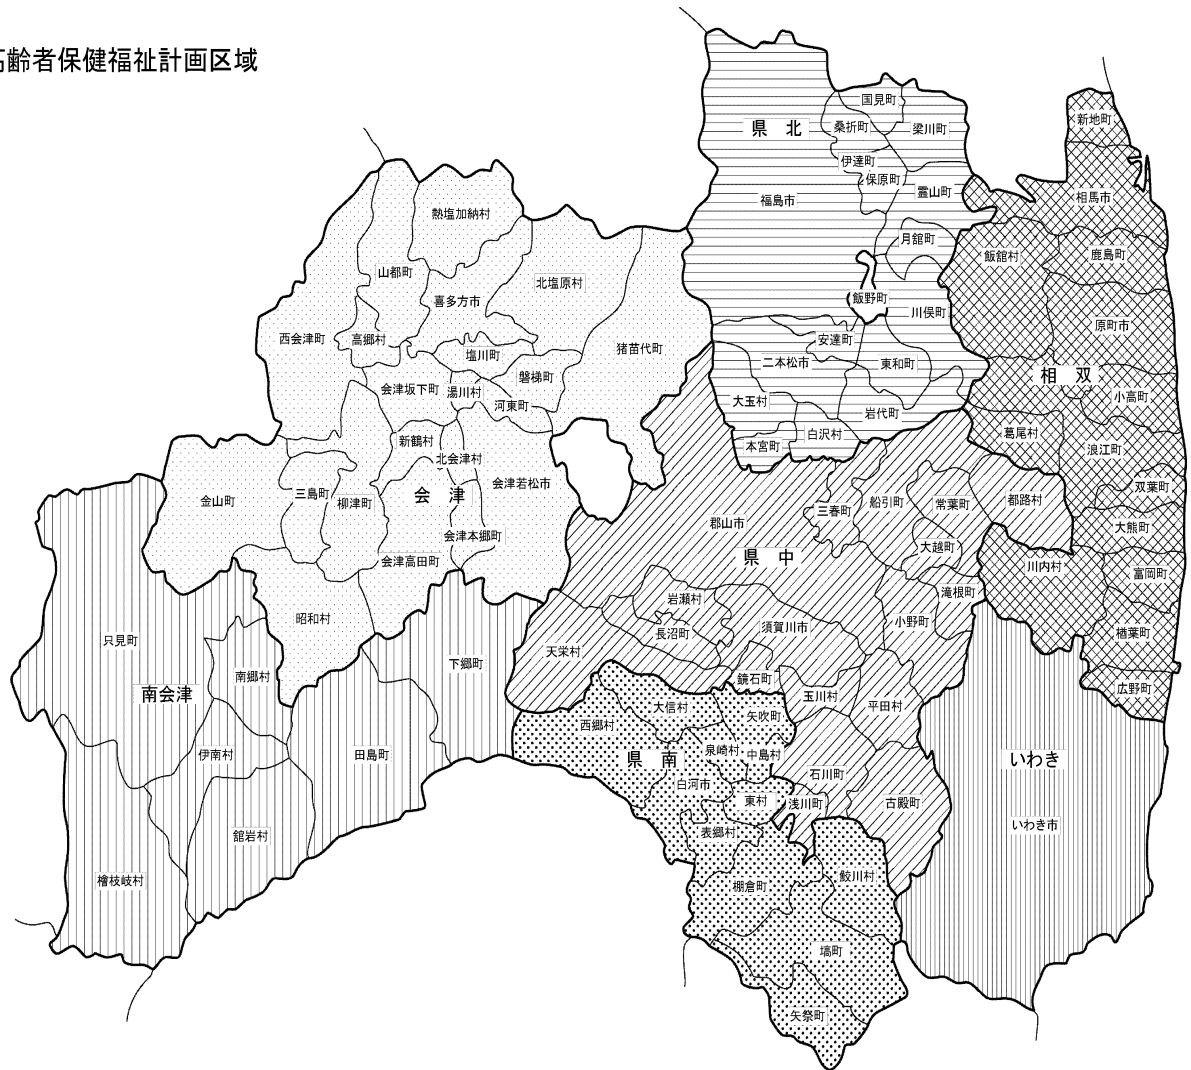 高齢者保健福祉計画区域
県 北
国見町
桑折町
梁川町
伊達町
保原町
霊山町
福島市
月舘町
飯野町
川俣町
安達町
二本松市
東和町
大玉村
岩代町
白沢村
本宮町
新地町
相馬市
飯舘村
鹿島町
原町市
相 双
小高町
葛尾村
浪江町
双葉町
大熊町
川内村
富岡町
楢葉町
広野町
熱塩加納村
山都町
北塩原村
喜多方市
西会津町
高郷村
塩川町
猪苗代町
磐梯町
会津坂下町
湯川村
河東町
新鶴村
北会津村
会津若松市
会 津
三島町
柳津町
金山町
会津本郷町
会津高田町
昭和村
只見町
南会津
南郷村
下郷町
伊南村
田島町
舘岩村
檜枝岐村
郡山市
県 中
三春町
船引町
常葉町
都路村
大越町
滝根町
小野町
岩瀬村
長沼町
須賀川市
天栄村
鏡石町
玉川村
平田村
石川町
浅川町
古殿町
西郷村
大信村
矢吹町
県 南
泉崎村
中島村
白河市
東村
表郷村
棚倉町
鮫川村
塙町
矢祭町
いわき
いわき市